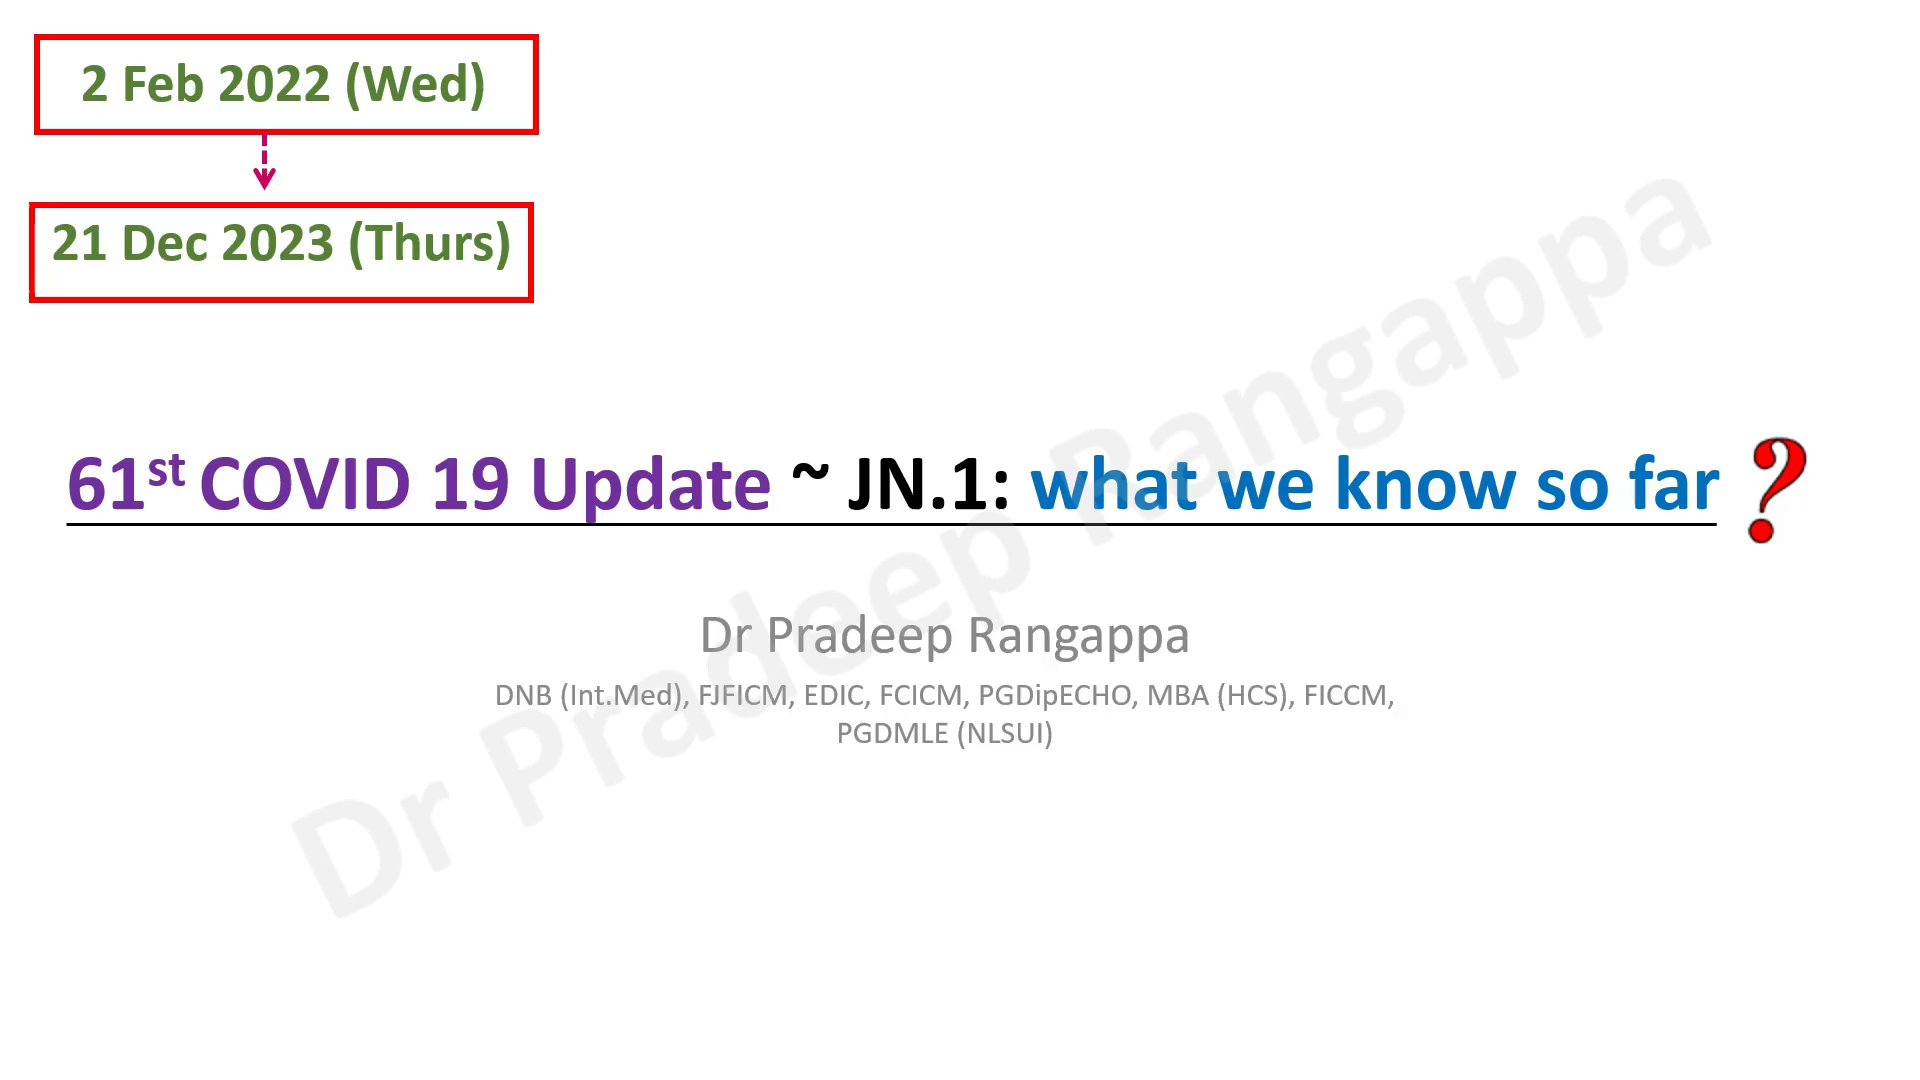 2 Feb 2022 (Wed)
21 Dec 2023 (Thurs)
61st COVID 19 Update ~ JN.1: what we know so far ?
Dr Pradeep Rangappa
DNB (Int.Med), FJFICM, EDIC, FCICM, PGDipECHO, MBA (HCS), FICCM,
PGDMLE (NLSUI)
Dr Pradeep Rangappa